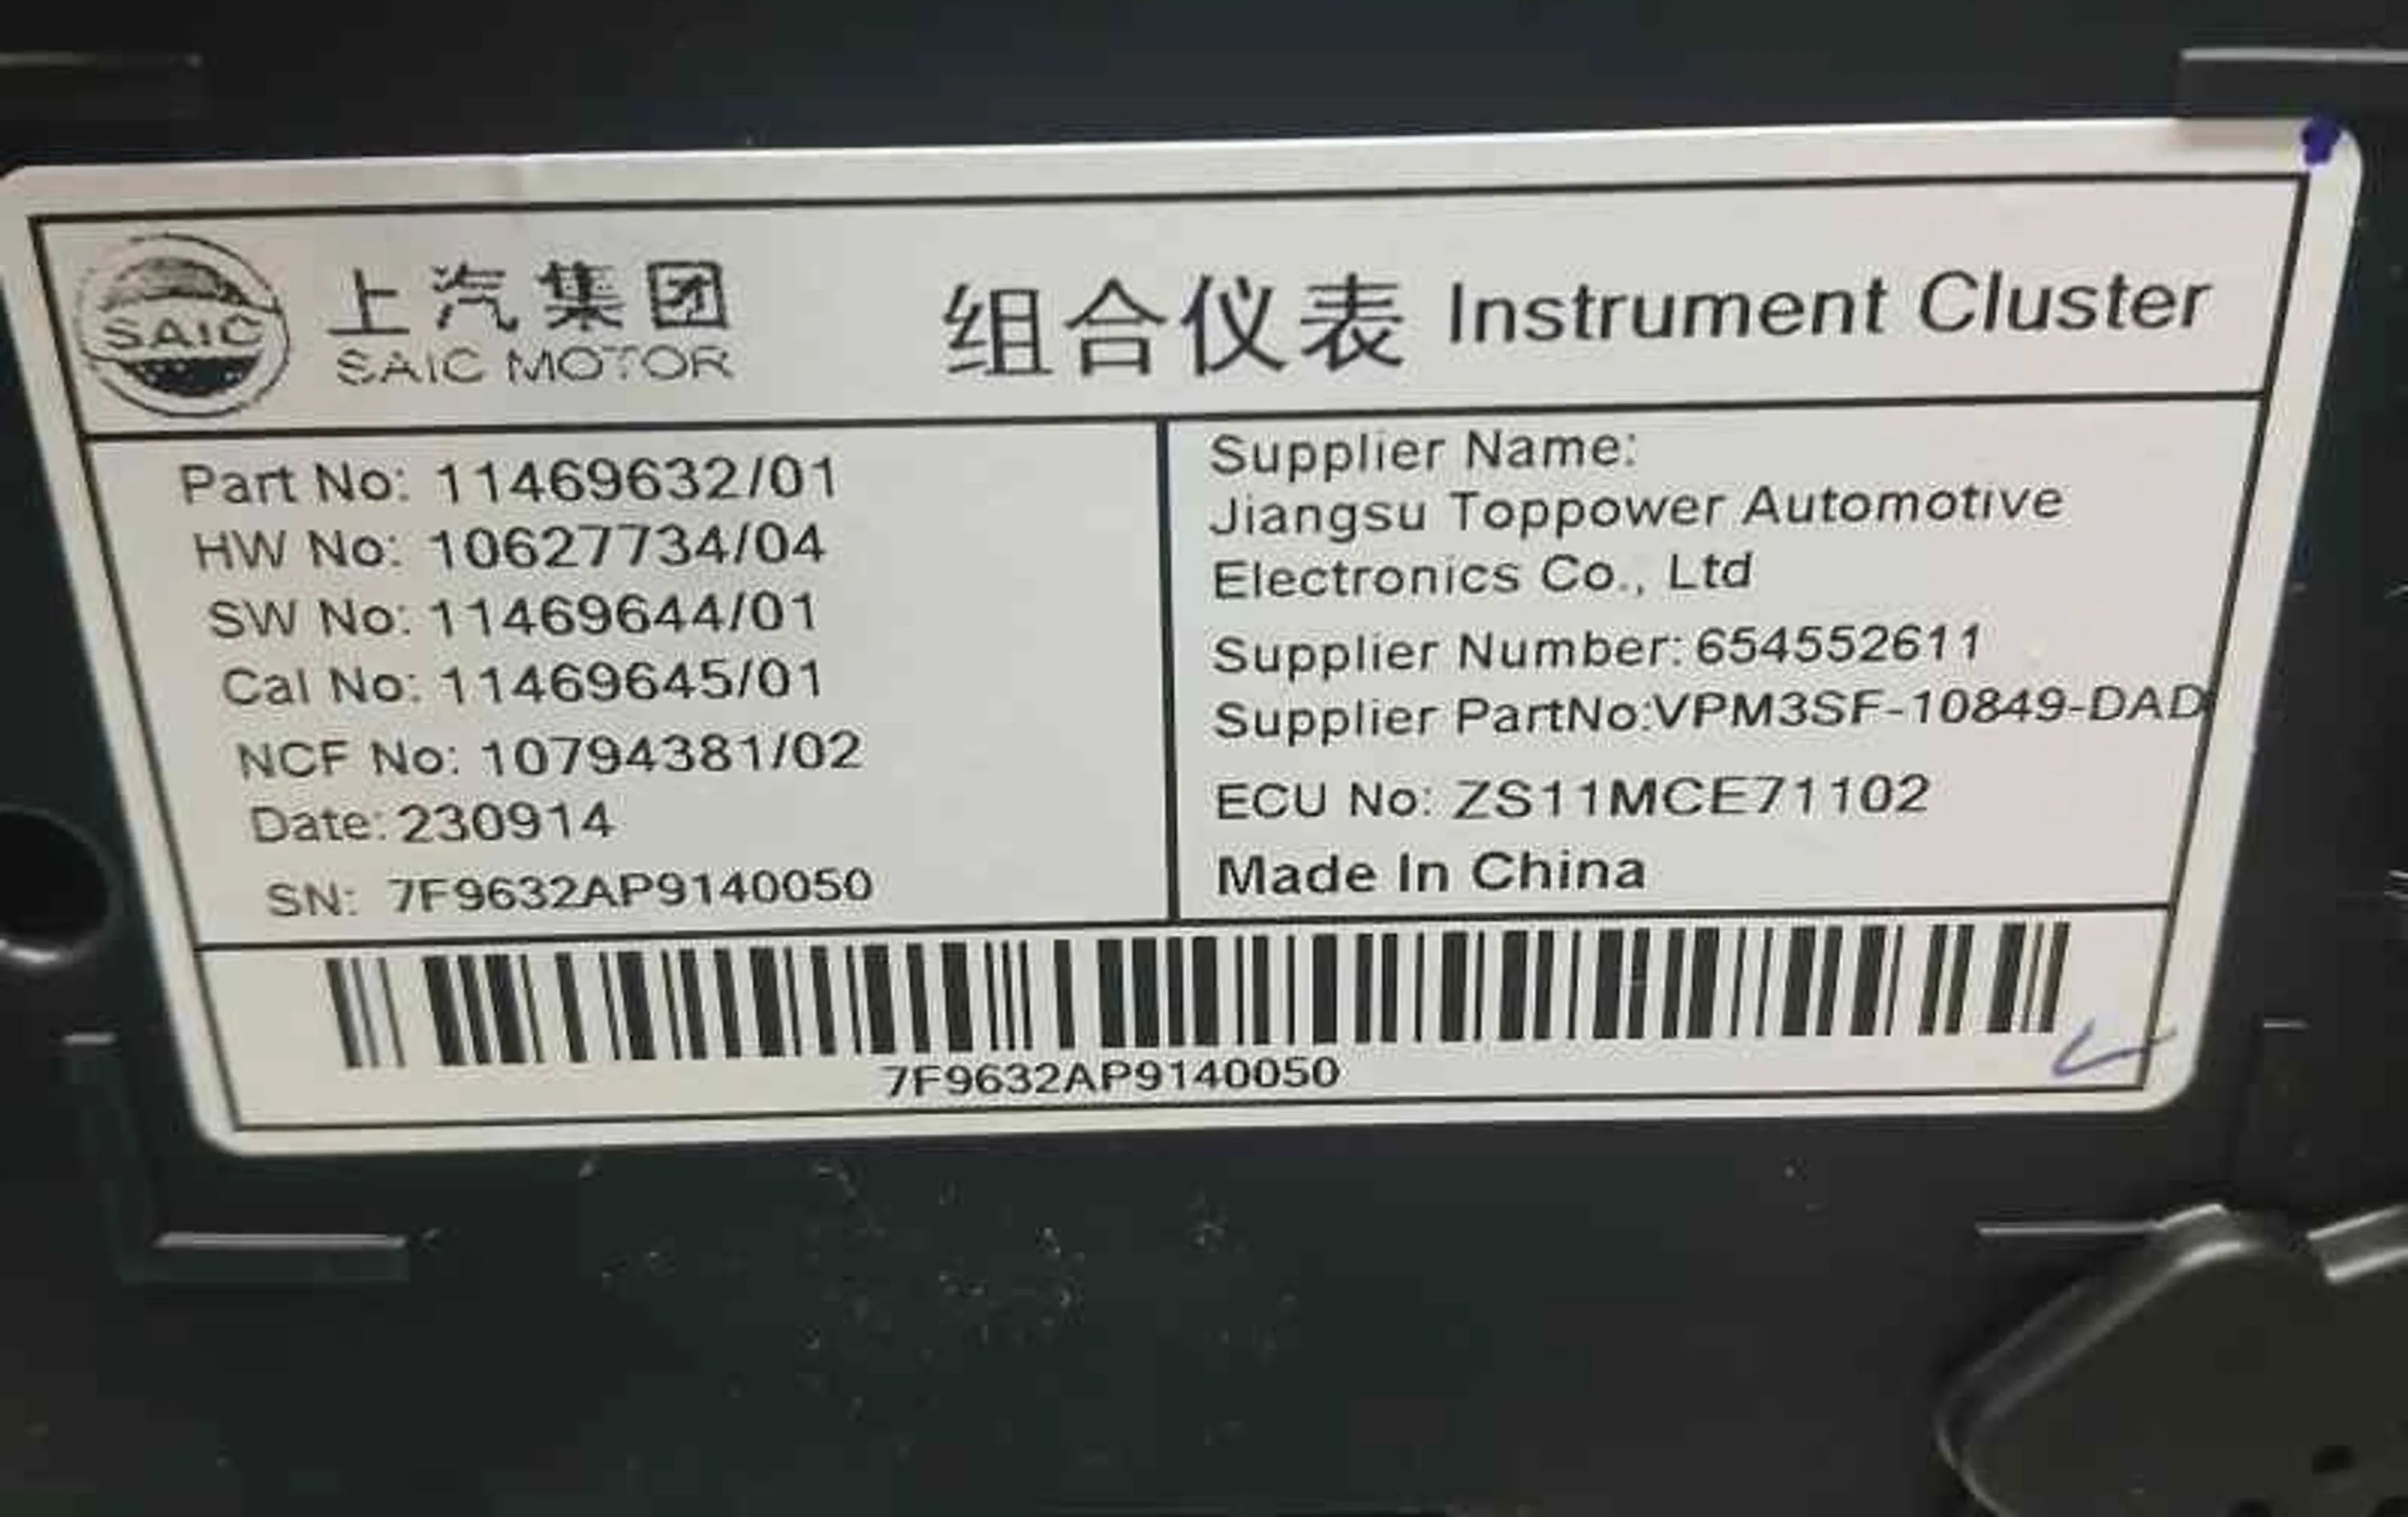 SAIC
上汽集团
SAIC MOTOR
组合仪表 Instrument Cluster
Part No: 11469632/01
HW No: 10627734/04
SW No: 11469644/01
Cal No: 11469645/01
NCF No: 10794381/02
Date: 230914
SN: 7F9632AP9140050
Supplier Name:
Jiangsu Toppower Automotive
Electronics Co., Ltd
Supplier Number: 654552611
Supplier PartNo:VPM3SF-10849-DAD
ECU No: ZS11MCE71102
Made In China
7F9632AP9140050